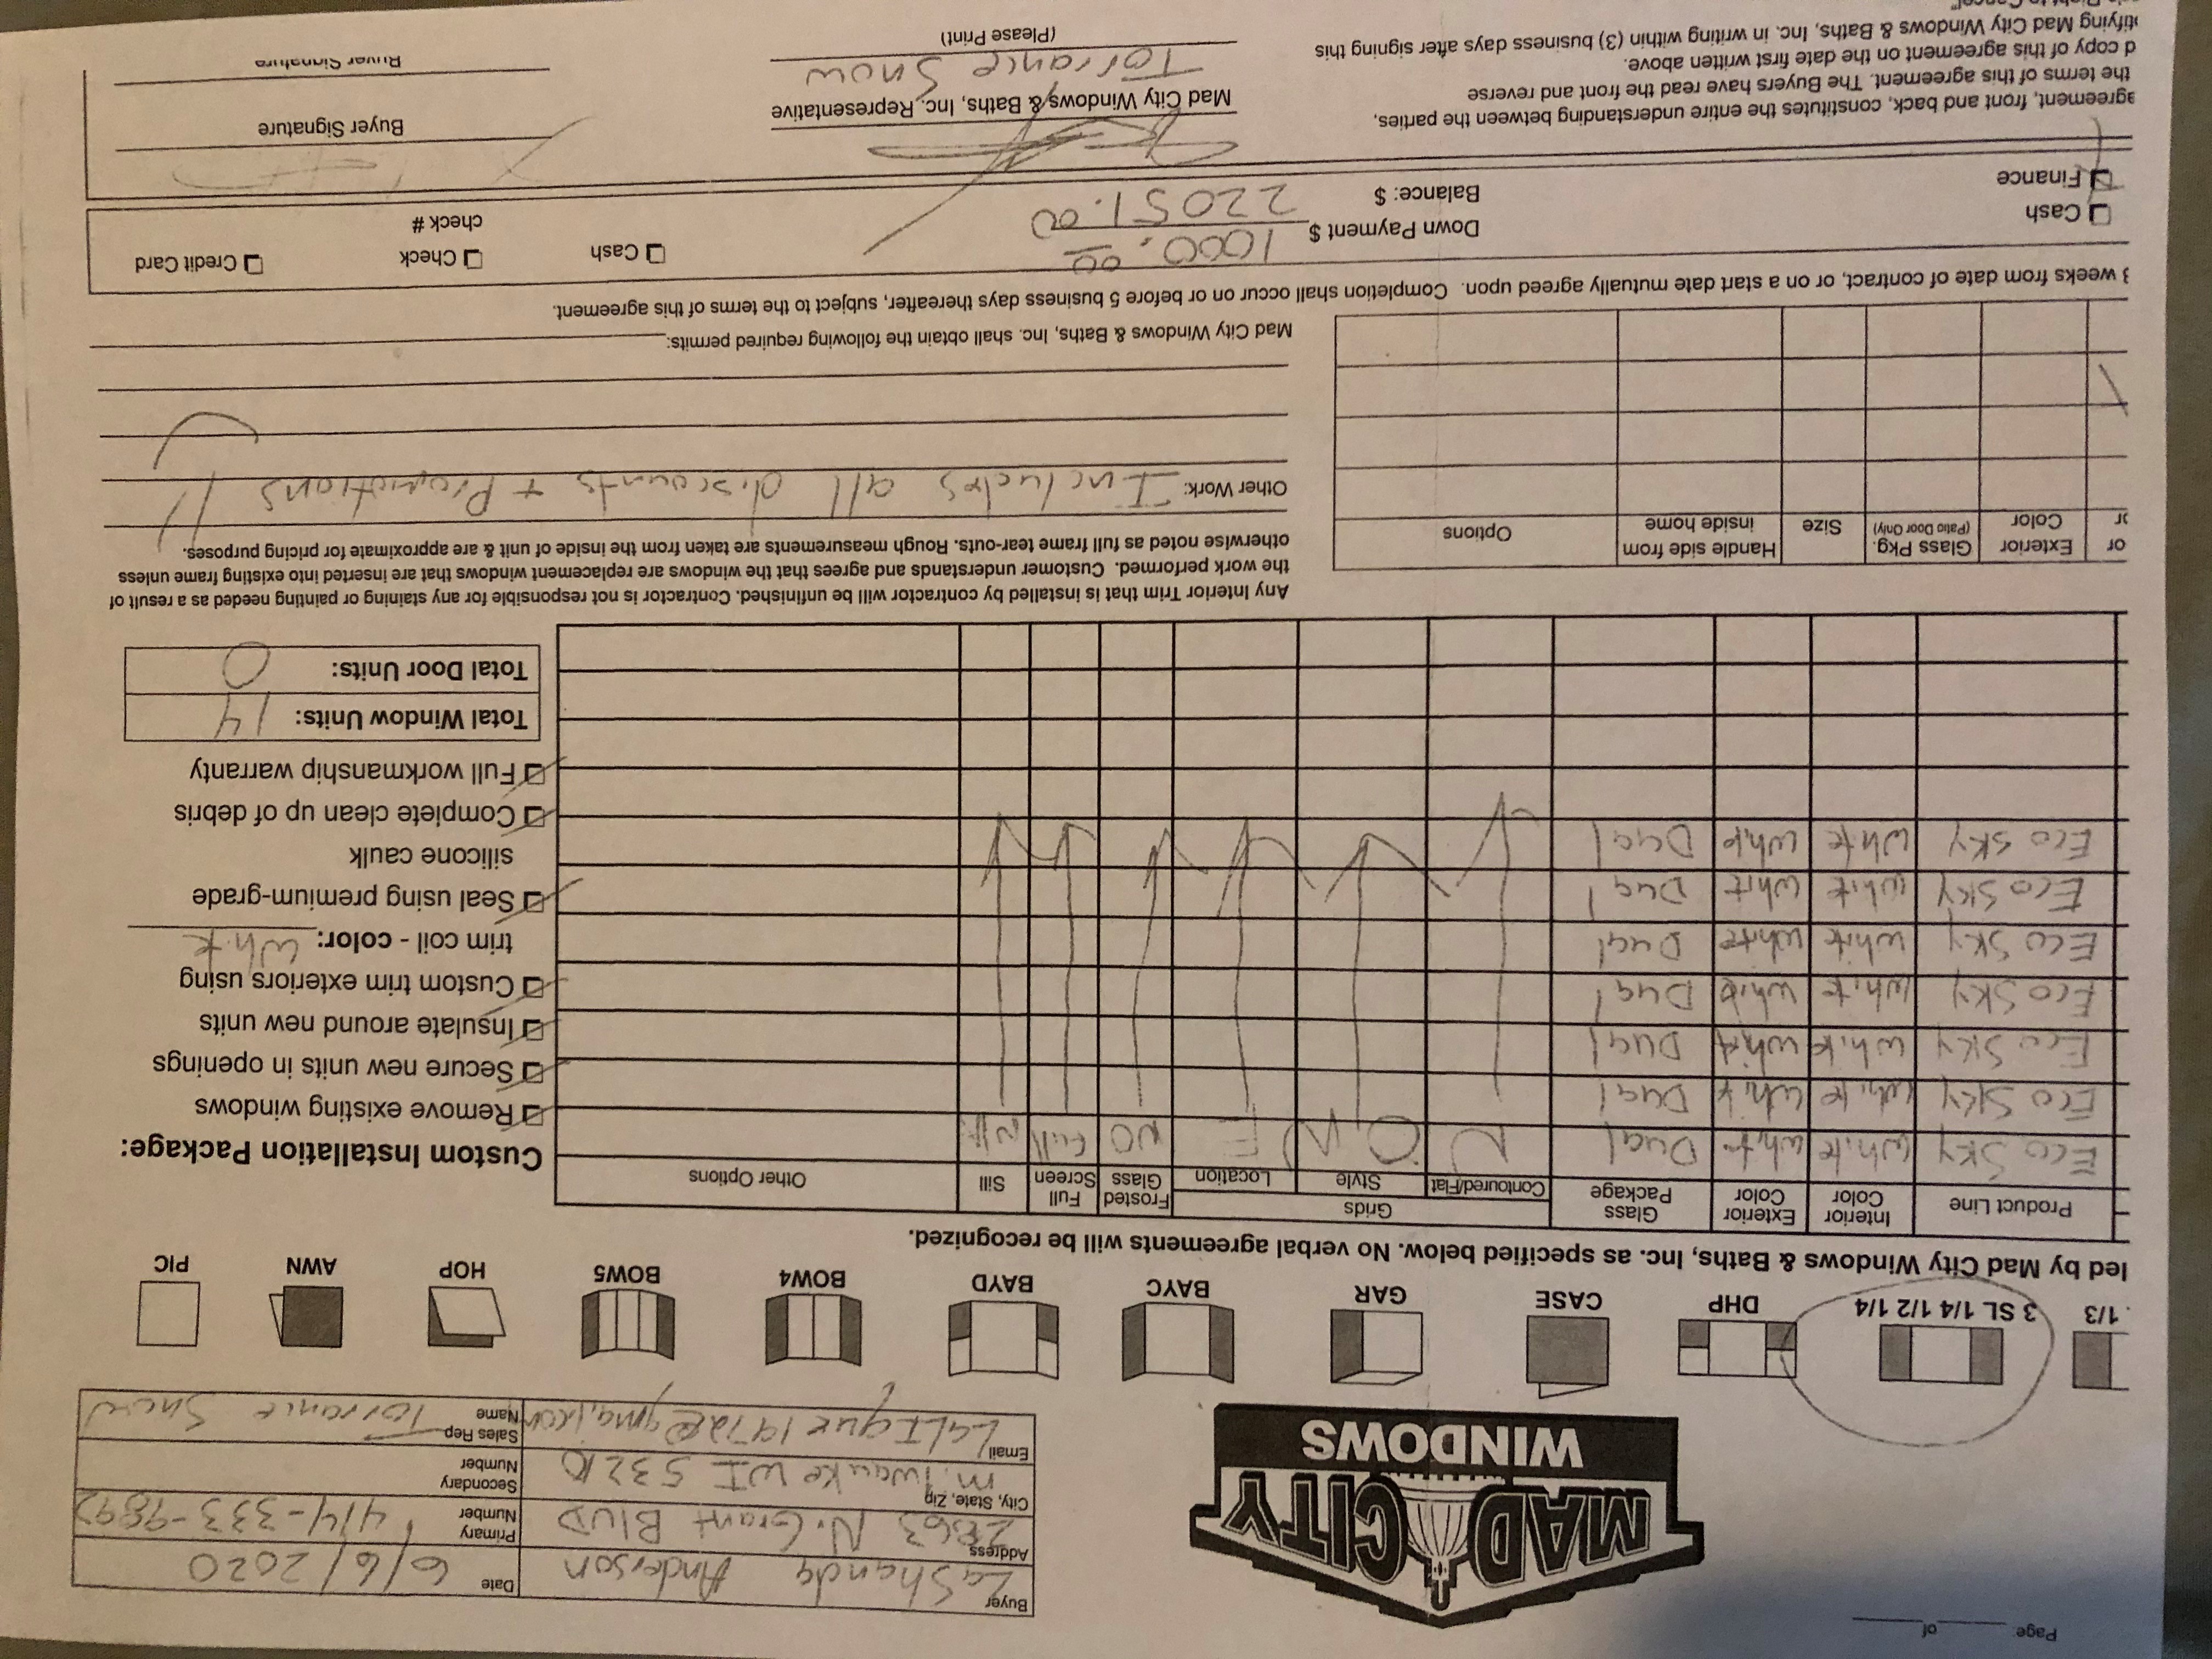 Page: of
MAD CITY
WINDOWS
Buyer LaShanda Anderson
Date 6/6/2020
Address 2863 N. Grant Blvd
Primary Number 414-333-9892
City, State, Zip Milwauke WI 53210
Secondary Number
Email
Sales Rep Name Torrance Snow
1/3
3 SL 1/4 1/2 1/4
DHP
CASE
GAR
BAYC
BAYD
BOW4
BOW5
HOP
AWN
PIC
led by Mad City Windows & Baths, Inc. as specified below. No verbal agreements will be recognized.
Product Line Interior Color Exterior Color Glass Package Grids Contoured/Flat Style Location Frosted Glass Full Screen Sill Other Options
Eco SKY White White Dual N E NO Full N/A
Eco SKY White White Dual
Eco SKY White White Dual
Eco SKY White White Dual
Eco SKY White White Dual
Eco SKY White White Dual
Eco SKY White White Dual
Custom Installation Package:
Remove existing windows
Secure new units in openings
Insulate around new units
Custom trim exteriors using
trim coil - color: White
Seal using premium-grade
silicone caulk
Complete clean up of debris
Full workmanship warranty
Total Window Units: 14
Total Door Units: 0
Any Interior Trim that is installed by contractor will be unfinished. Contractor is not responsible for any staining or painting needed as a result of
the work performed. Customer understands and agrees that the windows are replacement windows that are inserted into existing frame unless
otherwise noted as full frame tear-outs. Rough measurements are taken from the inside of unit & are approximate for pricing purposes.
or or Exterior Color Glass Pkg. (Patio Door Only) Size Handle side from inside home Options
Other Work: Includes all discounts + Promotions
Mad City Windows & Baths, Inc. shall obtain the following required permits:
3 weeks from date of contract, or on a start date mutually agreed upon. Completion shall occur on or before 5 business days thereafter, subject to the terms of this agreement.
Cash
Finance
Down Payment $ 1000.00
Balance: $ 22051.00
Cash
Check
check #
Credit Card
agreement, front and back, constitutes the entire understanding between the parties,
the terms of this agreement. The Buyers have read the front and reverse
d copy of this agreement on the date first written above.
otifying Mad City Windows & Baths, Inc. in writing within (3) business days after signing this
Mad City Windows & Baths, Inc. Representative
Torrance Snow
(Please Print)
Buyer Signature
Buyer Signature